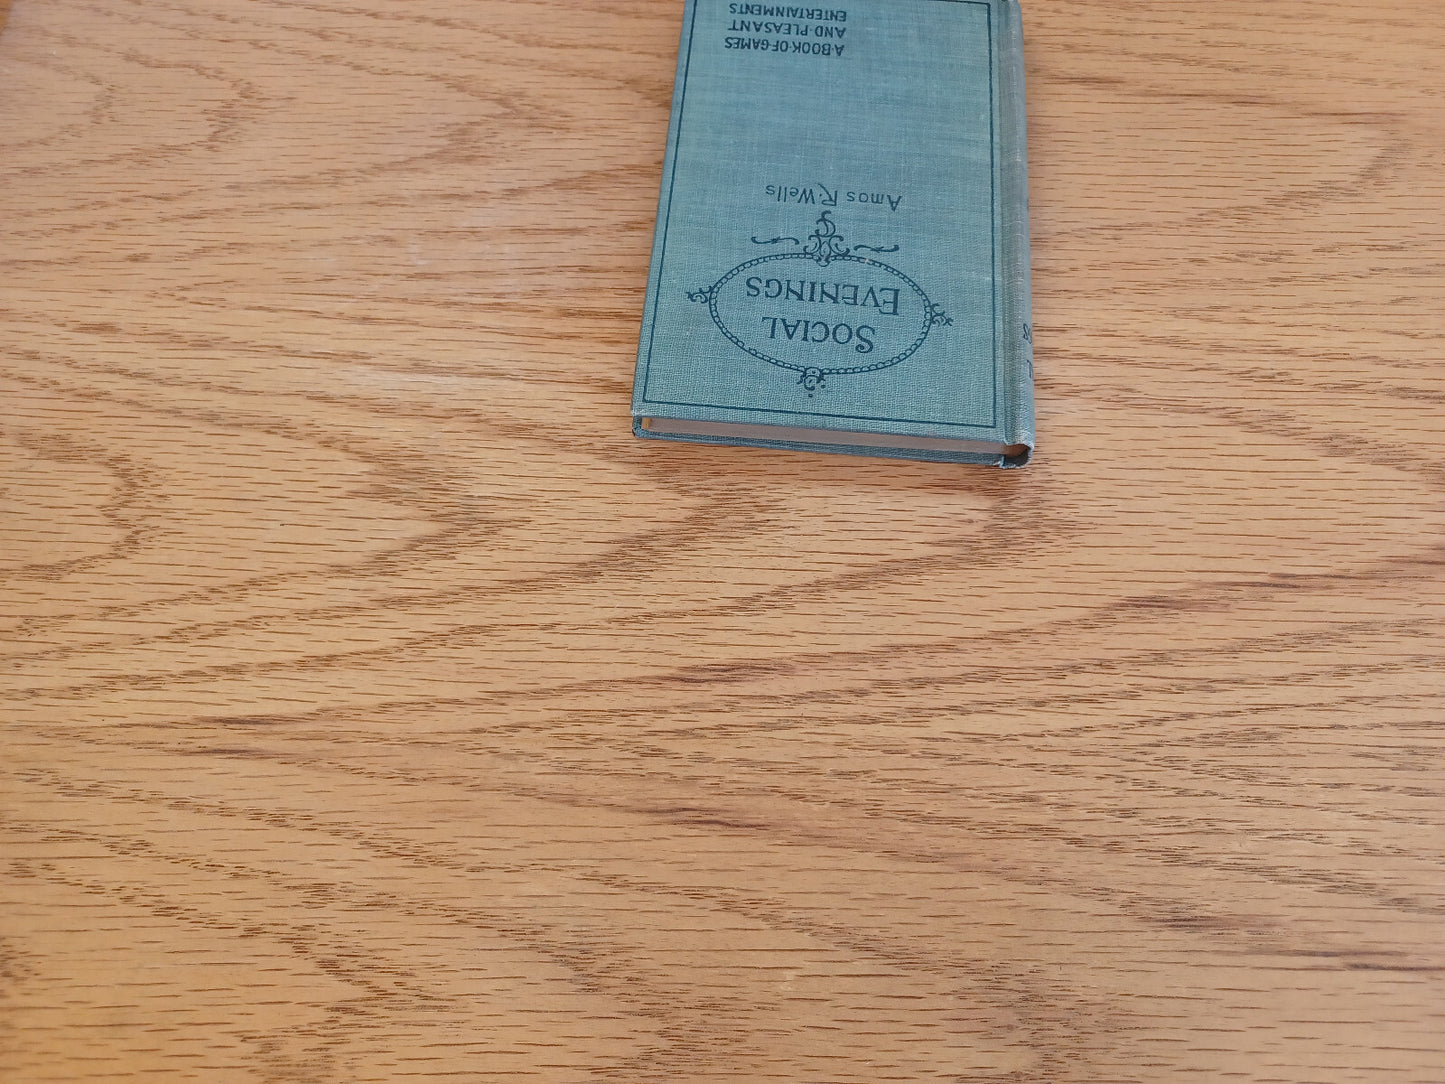 SOCIAL
EVENINGS
Amos R. Wells
A·BOOK·OF·GAMES
AND·PLEASANT
ENTERTAINMENTS